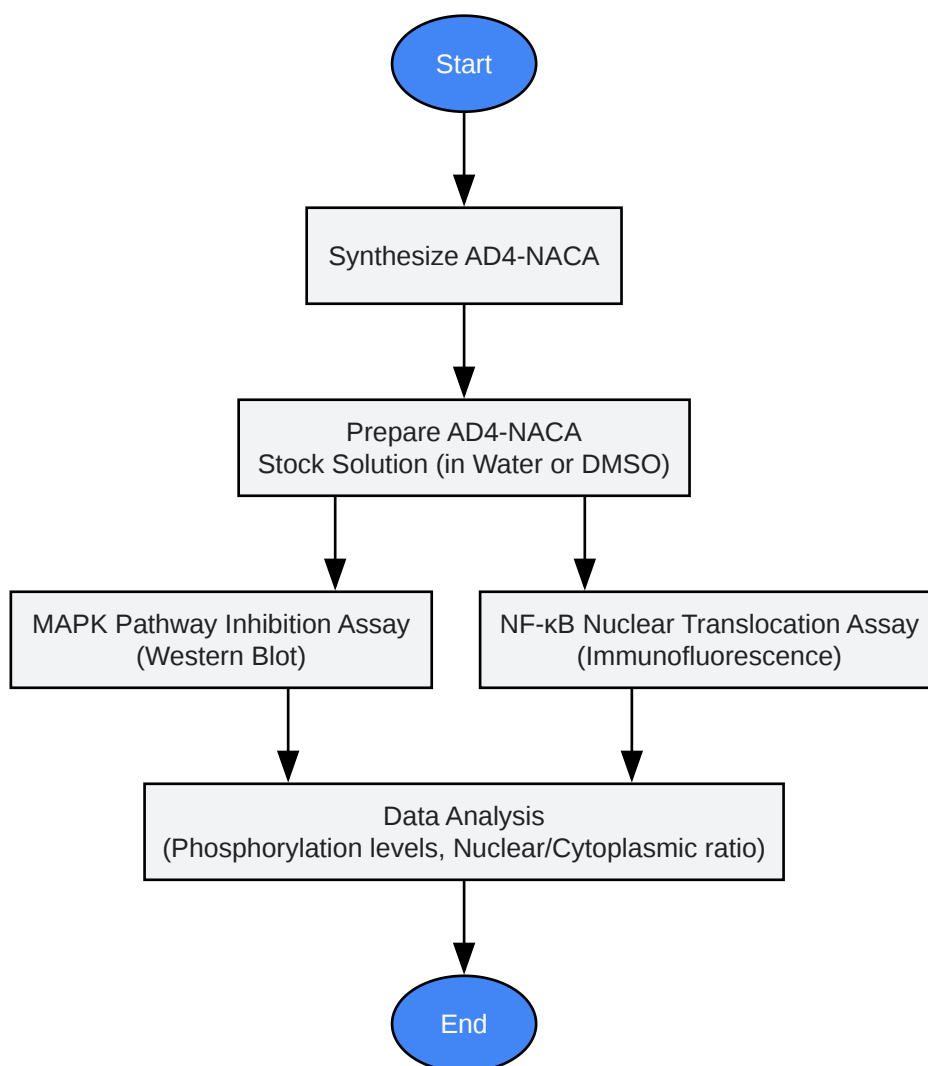 Start
Synthesize AD4-NACA
Prepare AD4-NACA
Stock Solution (in Water or DMSO)
MAPK Pathway Inhibition Assay
(Western Blot)
NF-κB Nuclear Translocation Assay
(Immunofluorescence)
Data Analysis
(Phosphorylation levels, Nuclear/Cytoplasmic ratio)
End